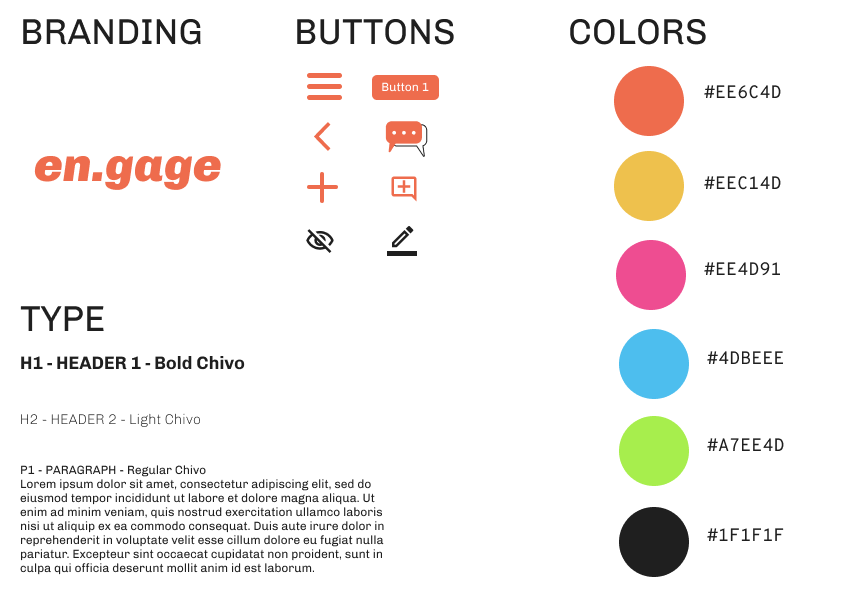 BRANDING
en.gage
BUTTONS
Button 1
COLORS
#EE6C4D
#EEC14D
#EE4D91
#4DBEEE
#A7EE4D
#1F1F1F
TYPE
H1 - HEADER 1 - Bold Chivo
H2 - HEADER 2 - Light Chivo
P1 - PARAGRAPH - Regular Chivo
Lorem ipsum dolor sit amet, consectetur adipiscing elit, sed do
eiusmod tempor incididunt ut labore et dolore magna aliqua. Ut
enim ad minim veniam, quis nostrud exercitation ullamco laboris
nisi ut aliquip ex ea commodo consequat. Duis aute irure dolor in
reprehenderit in voluptate velit esse cillum dolore eu fugiat nulla
pariatur. Excepteur sint occaecat cupidatat non proident, sunt in
culpa qui officia deserunt mollit anim id est laborum.